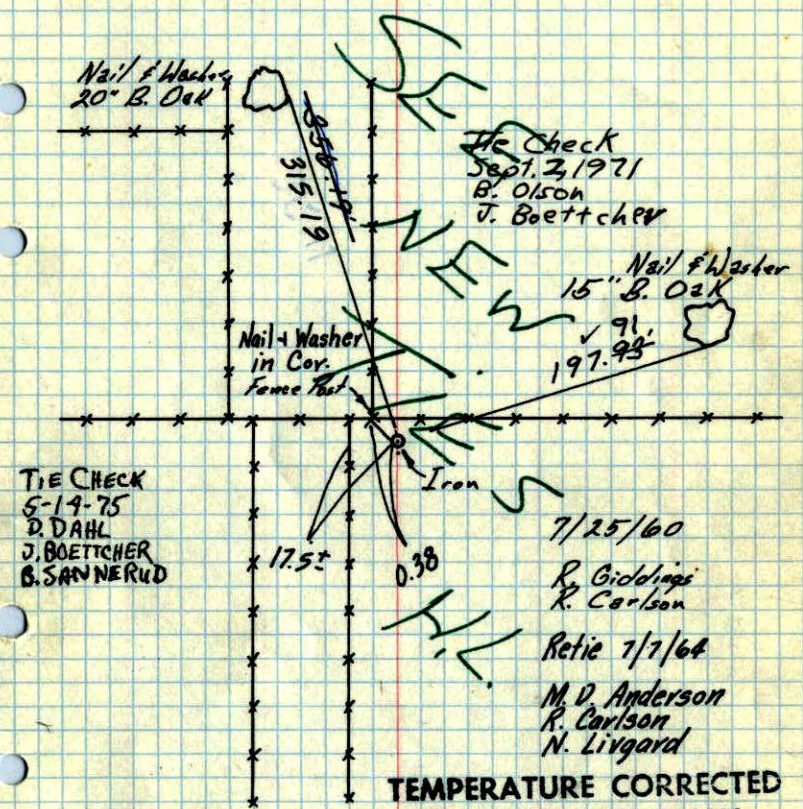 Nail & Washer
20" B. Oak
356.19'
315.19
Tie Check
Sept. 2, 1971
B. Olson
J. Boettcher
SEE
NEW
TIES
H.L.
Nail & Washer
15" B. Oak
✓ 91
197.93
Nail + Washer
in Cor.
Fence Post
Iron
TIE CHECK
5-14-75
D. DAHL
J. BOETTCHER
B. SANNERUD
17.5±
0.38
7/25/60
R. Giddings
R. Carlson
Retie 7/7/64
M.D. Anderson
R. Carlson
N. Livgard
TEMPERATURE CORRECTED